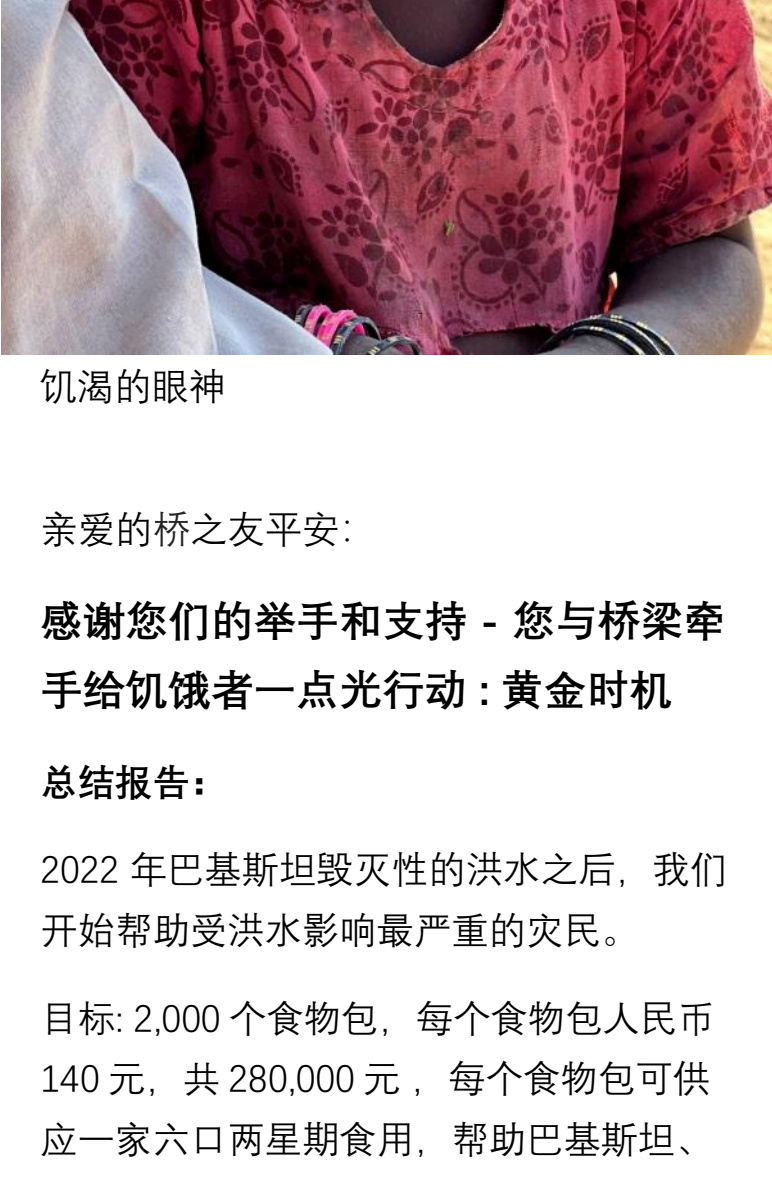 饥渴的眼神
亲爱的桥之友平安：
感谢您们的举手和支持 - 您与桥梁牵
手给饥饿者一点光行动 : 黄金时机
总结报告：
2022 年巴基斯坦毁灭性的洪水之后，我们
开始帮助受洪水影响最严重的灾民。
目标: 2,000 个食物包，每个食物包人民币
140 元，共 280,000 元 ，每个食物包可供
应一家六口两星期食用，帮助巴基斯坦、